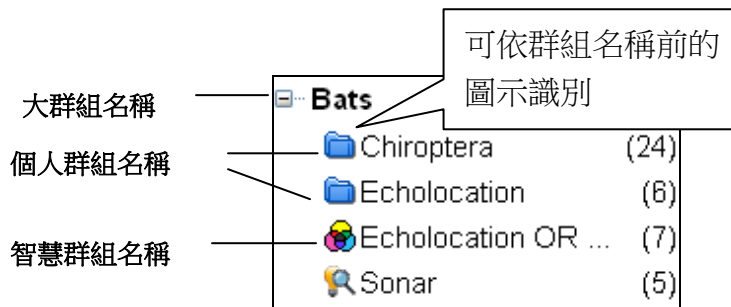 可依群組名稱前的
圖示識別
大群組名稱
Bats
個人群組名稱
Chiroptera (24)
Echolocation (6)
智慧群組名稱
Echolocation OR ... (7)
Sonar (5)